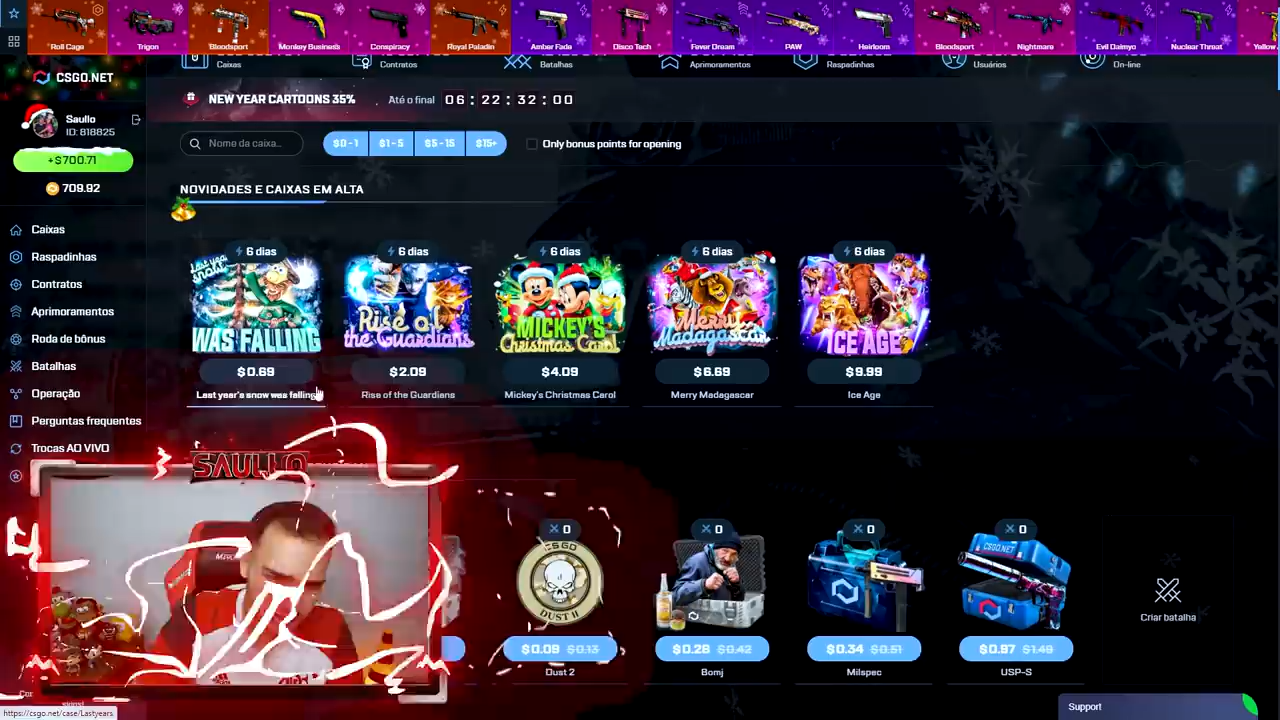 Roll Cage
Trigon
Bloodsport
Monkey Business
Conspiracy
Royal Paladin
Amber Fade
Disco Tech
Fever Dream
PAW
Heirloom
Bloodsport
Nightmare
Evil Daimyo
Nuclear Threat
Yellow
CSGO.NET
Caixas
Contratos
Batalhas
Aprimoramentos
Raspadinhas
Usuários
On-line
NEW YEAR CARTOONS 35%
Até o final
06 : 22 : 32 : 00
Saullo
ID: 818825
+$700.71
709.92
Nome da caixa...
$0 - 1
$1 - 5
$5 - 15
$15+
Only bonus points for opening
NOVIDADES E CAIXAS EM ALTA
Caixas
Raspadinhas
Contratos
Aprimoramentos
Roda de bônus
Batalhas
Operação
Perguntas frequentes
Trocas AO VIVO
6 dias
6 dias
6 dias
6 dias
6 dias
WAS FALLING
Rise of the Guardians
MICKEY'S Christmas Carol
Merry Madagascar
ICE AGE
$0.69
$2.09
$4.09
$6.69
$9.99
Last year's snow was falling
Rise of the Guardians
Mickey's Christmas Carol
Merry Madagascar
Ice Age
SAULLO
0
0
0
0
CSGO
DUST II
CSGO.NET
Criar batalha
$0.09 $0.13
$0.28 $0.42
$0.34 $0.51
$0.97 $1.49
Dust 2
Bomj
Milspec
USP-S
Support
https://csgo.net/case/Lastyears